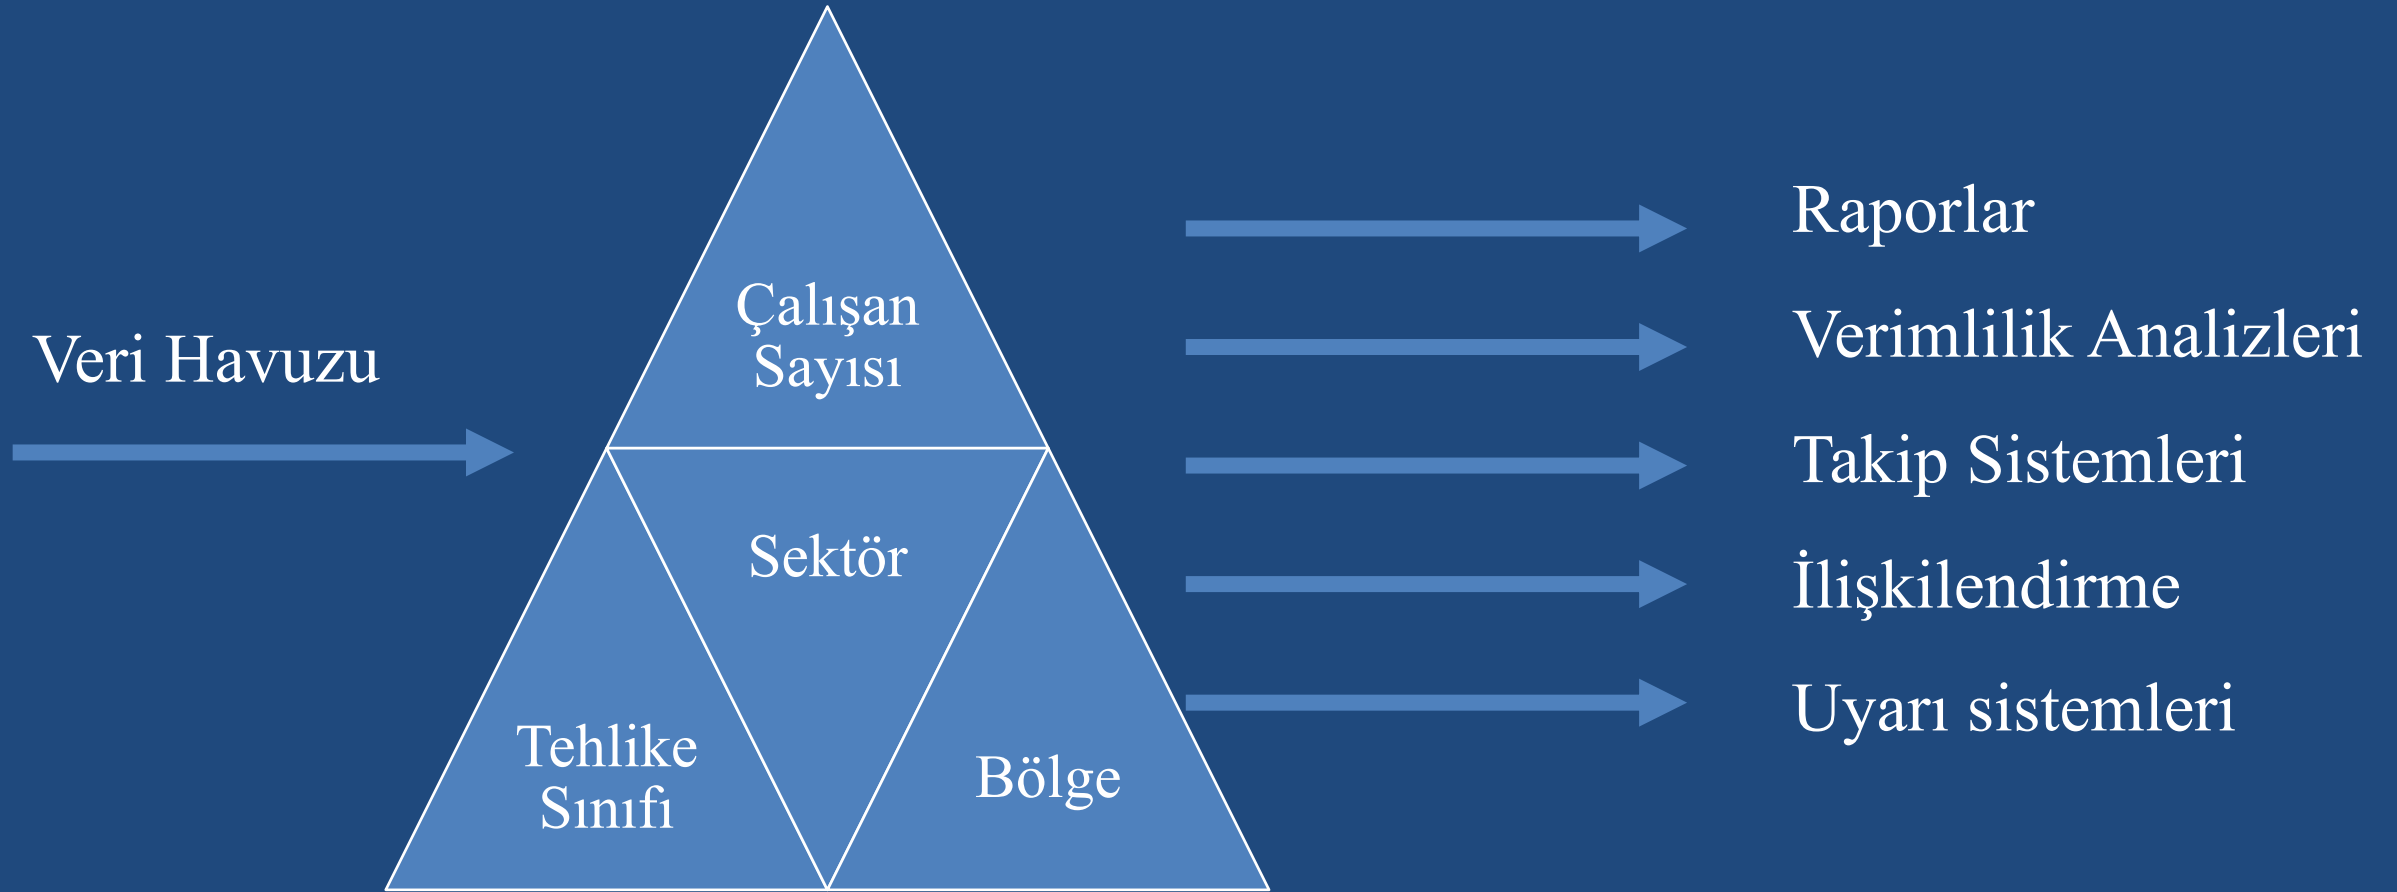 Veri Havuzu
Çalışan
Sayısı
Sektör
Tehlike
Sınıfı
Bölge
Raporlar
Verimlilik Analizleri
Takip Sistemleri
İlişkilendirme
Uyarı sistemleri